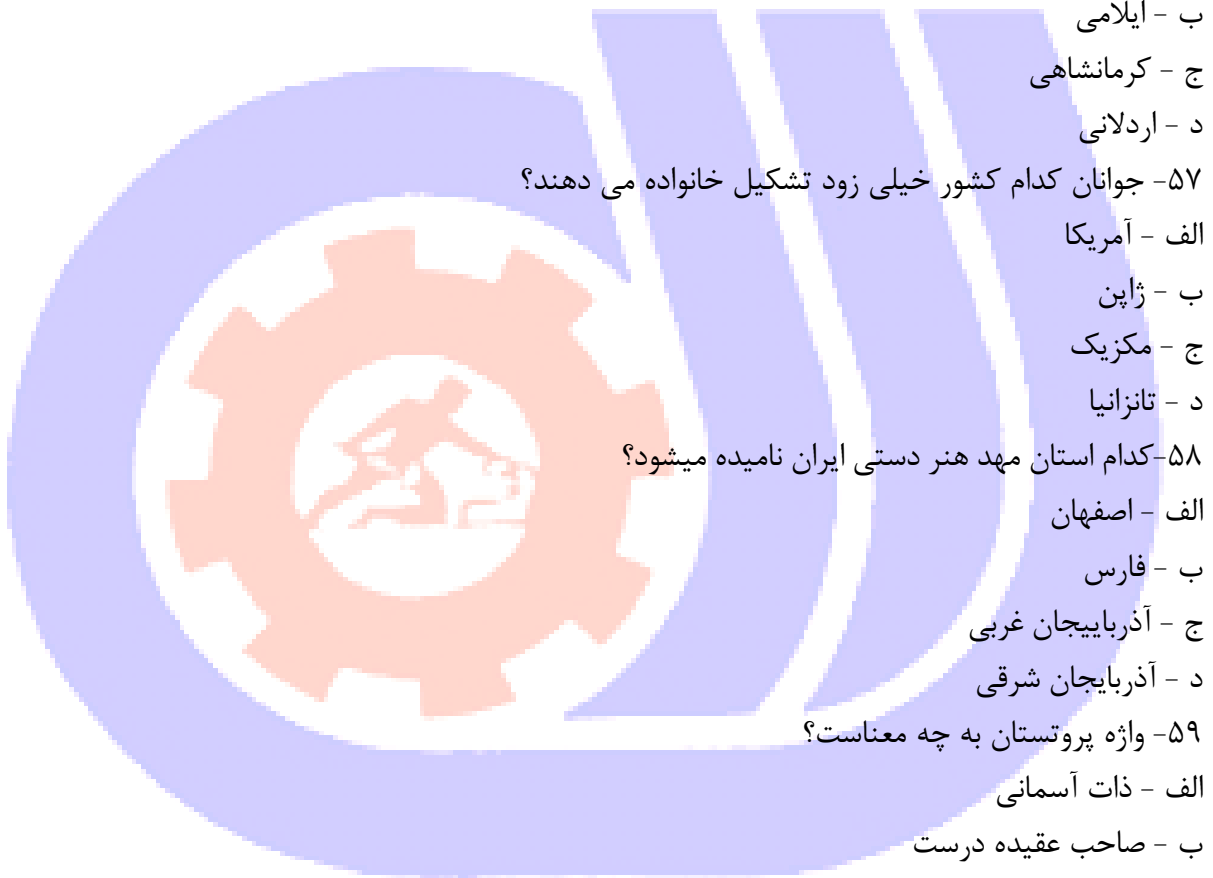 ب - ایلامی
ج - کرمانشاهی
د - اردلانی
۵۷- جوانان کدام کشور خیلی زود تشکیل خانواده می دهند؟
الف - آمریکا
ب - ژاپن
ج - مکزیک
د - تانزانیا
۵۸-کدام استان مهد هنر دستی ایران نامیده میشود؟
الف - اصفهان
ب - فارس
ج - آذرباییجان غربی
د - آذربایجان شرقی
۵۹- واژه پروتستان به چه معناست؟
الف - ذات آسمانی
ب - صاحب عقیده درست